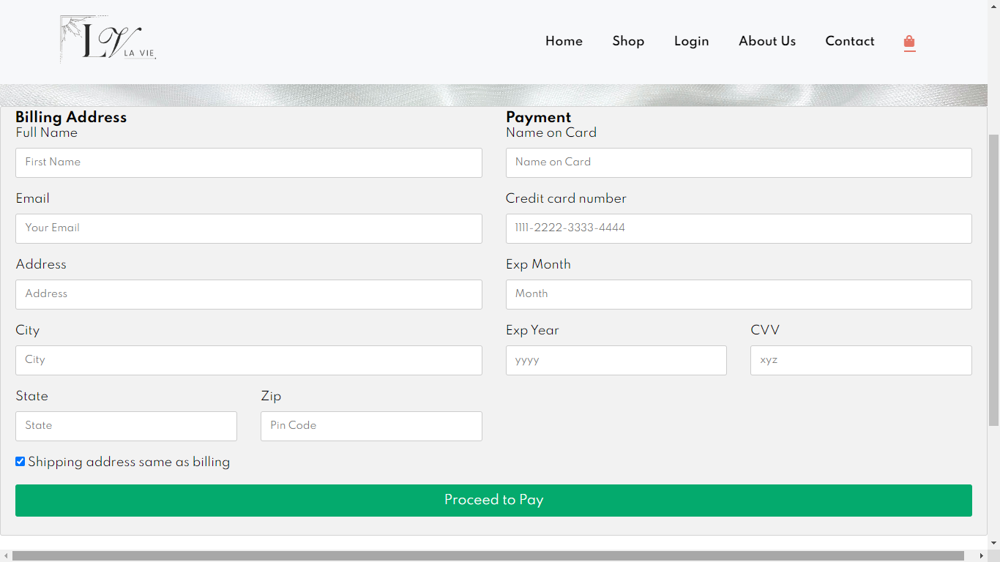 LV
LA VIE
Home Shop Login About Us Contact
Billing Address
Full Name
First Name
Email
Your Email
Address
Address
City
City
State Zip
State Pin Code
Shipping address same as billing
Payment
Name on Card
Name on Card
Credit card number
1111-2222-3333-4444
Exp Month
Month
Exp Year CVV
yyyy xyz
Proceed to Pay